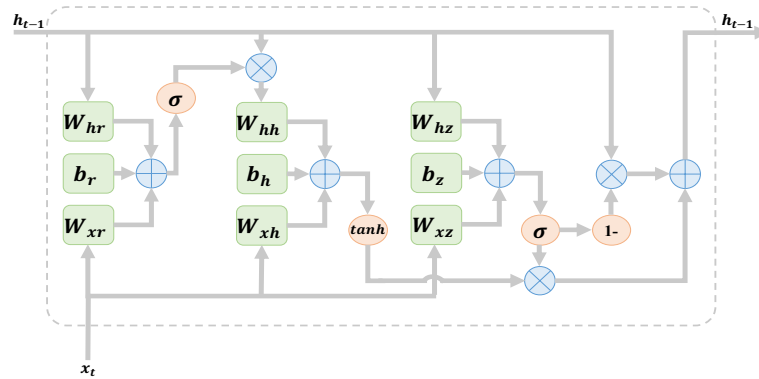 h_{t-1} h_{t-1}
σ
W_{hr} W_{hh} W_{hz}
b_r b_h b_z
W_{xr} W_{xh} tanh W_{xz} σ 1-
x_t